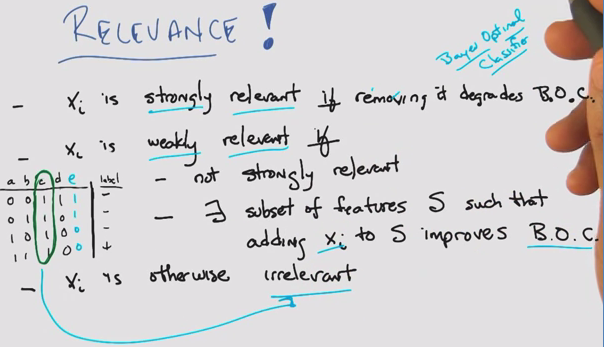 RELEVANCE!
Bayes Optimal
Classifier
- Xi is strongly relevant if removing it degrades B.O.C.
- Xi is weakly relevant if
- not strongly relevant
- ∃ subset of features S such that
adding Xi to S improves B.O.C.
a b c d e label
0 0 1 1 1 -
0 1 1 0 1 -
1 0 1 0 0 -
1 1 1 0 0 +
- Xi is otherwise irrelevant